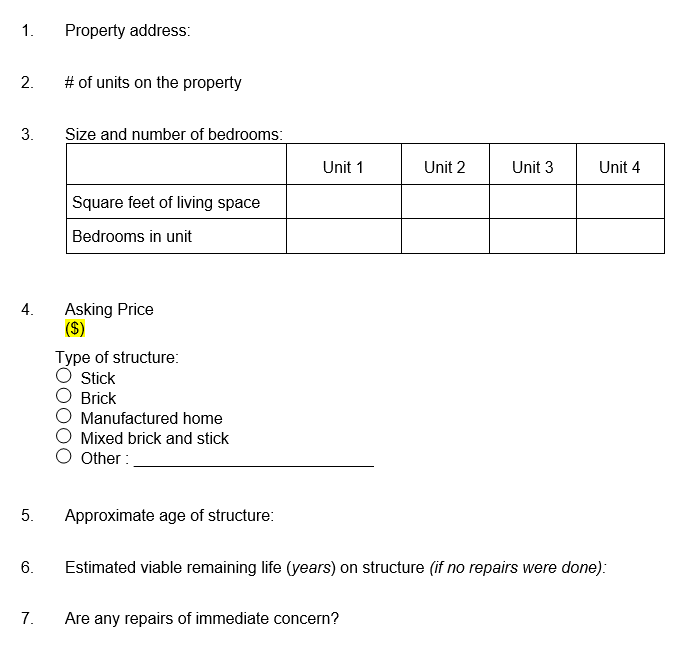 1. Property address:
2. # of units on the property
3. Size and number of bedrooms:
Unit 1 Unit 2 Unit 3 Unit 4
Square feet of living space
Bedrooms in unit
4. Asking Price
($)
Type of structure:
Stick
Brick
Manufactured home
Mixed brick and stick
Other : ___________________________
5. Approximate age of structure:
6. Estimated viable remaining life (years) on structure (if no repairs were done):
7. Are any repairs of immediate concern?